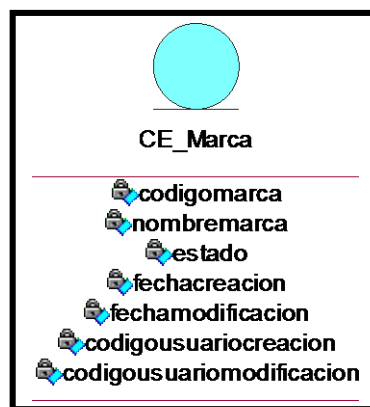 CE_Marca
codigomarca
nombremarca
estado
fechacreacion
fechamodificacion
codigousuariocreacion
codigousuariomodificacion